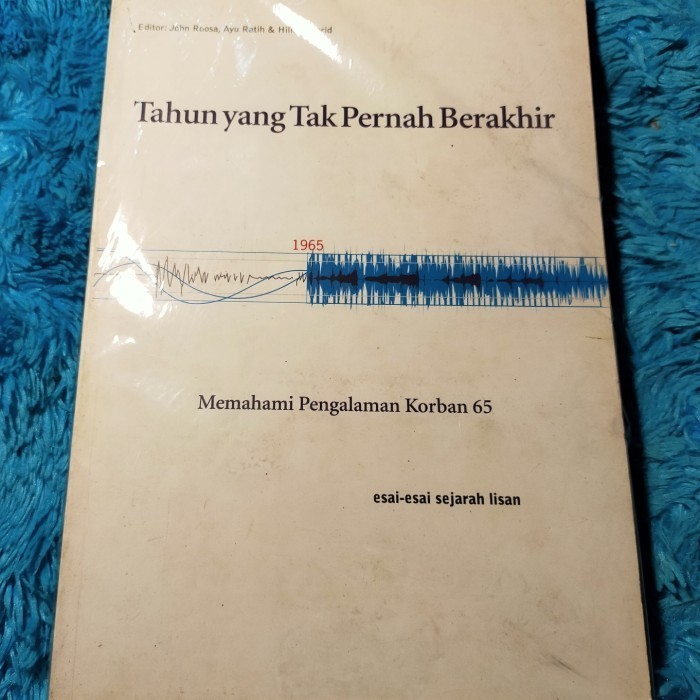 Editor: John Roosa, Ayu Ratih &
Tahun yang Tak Pernah Berakhir
1965
Memahami Pengalaman Korban 65
esai-esai sejarah lisan